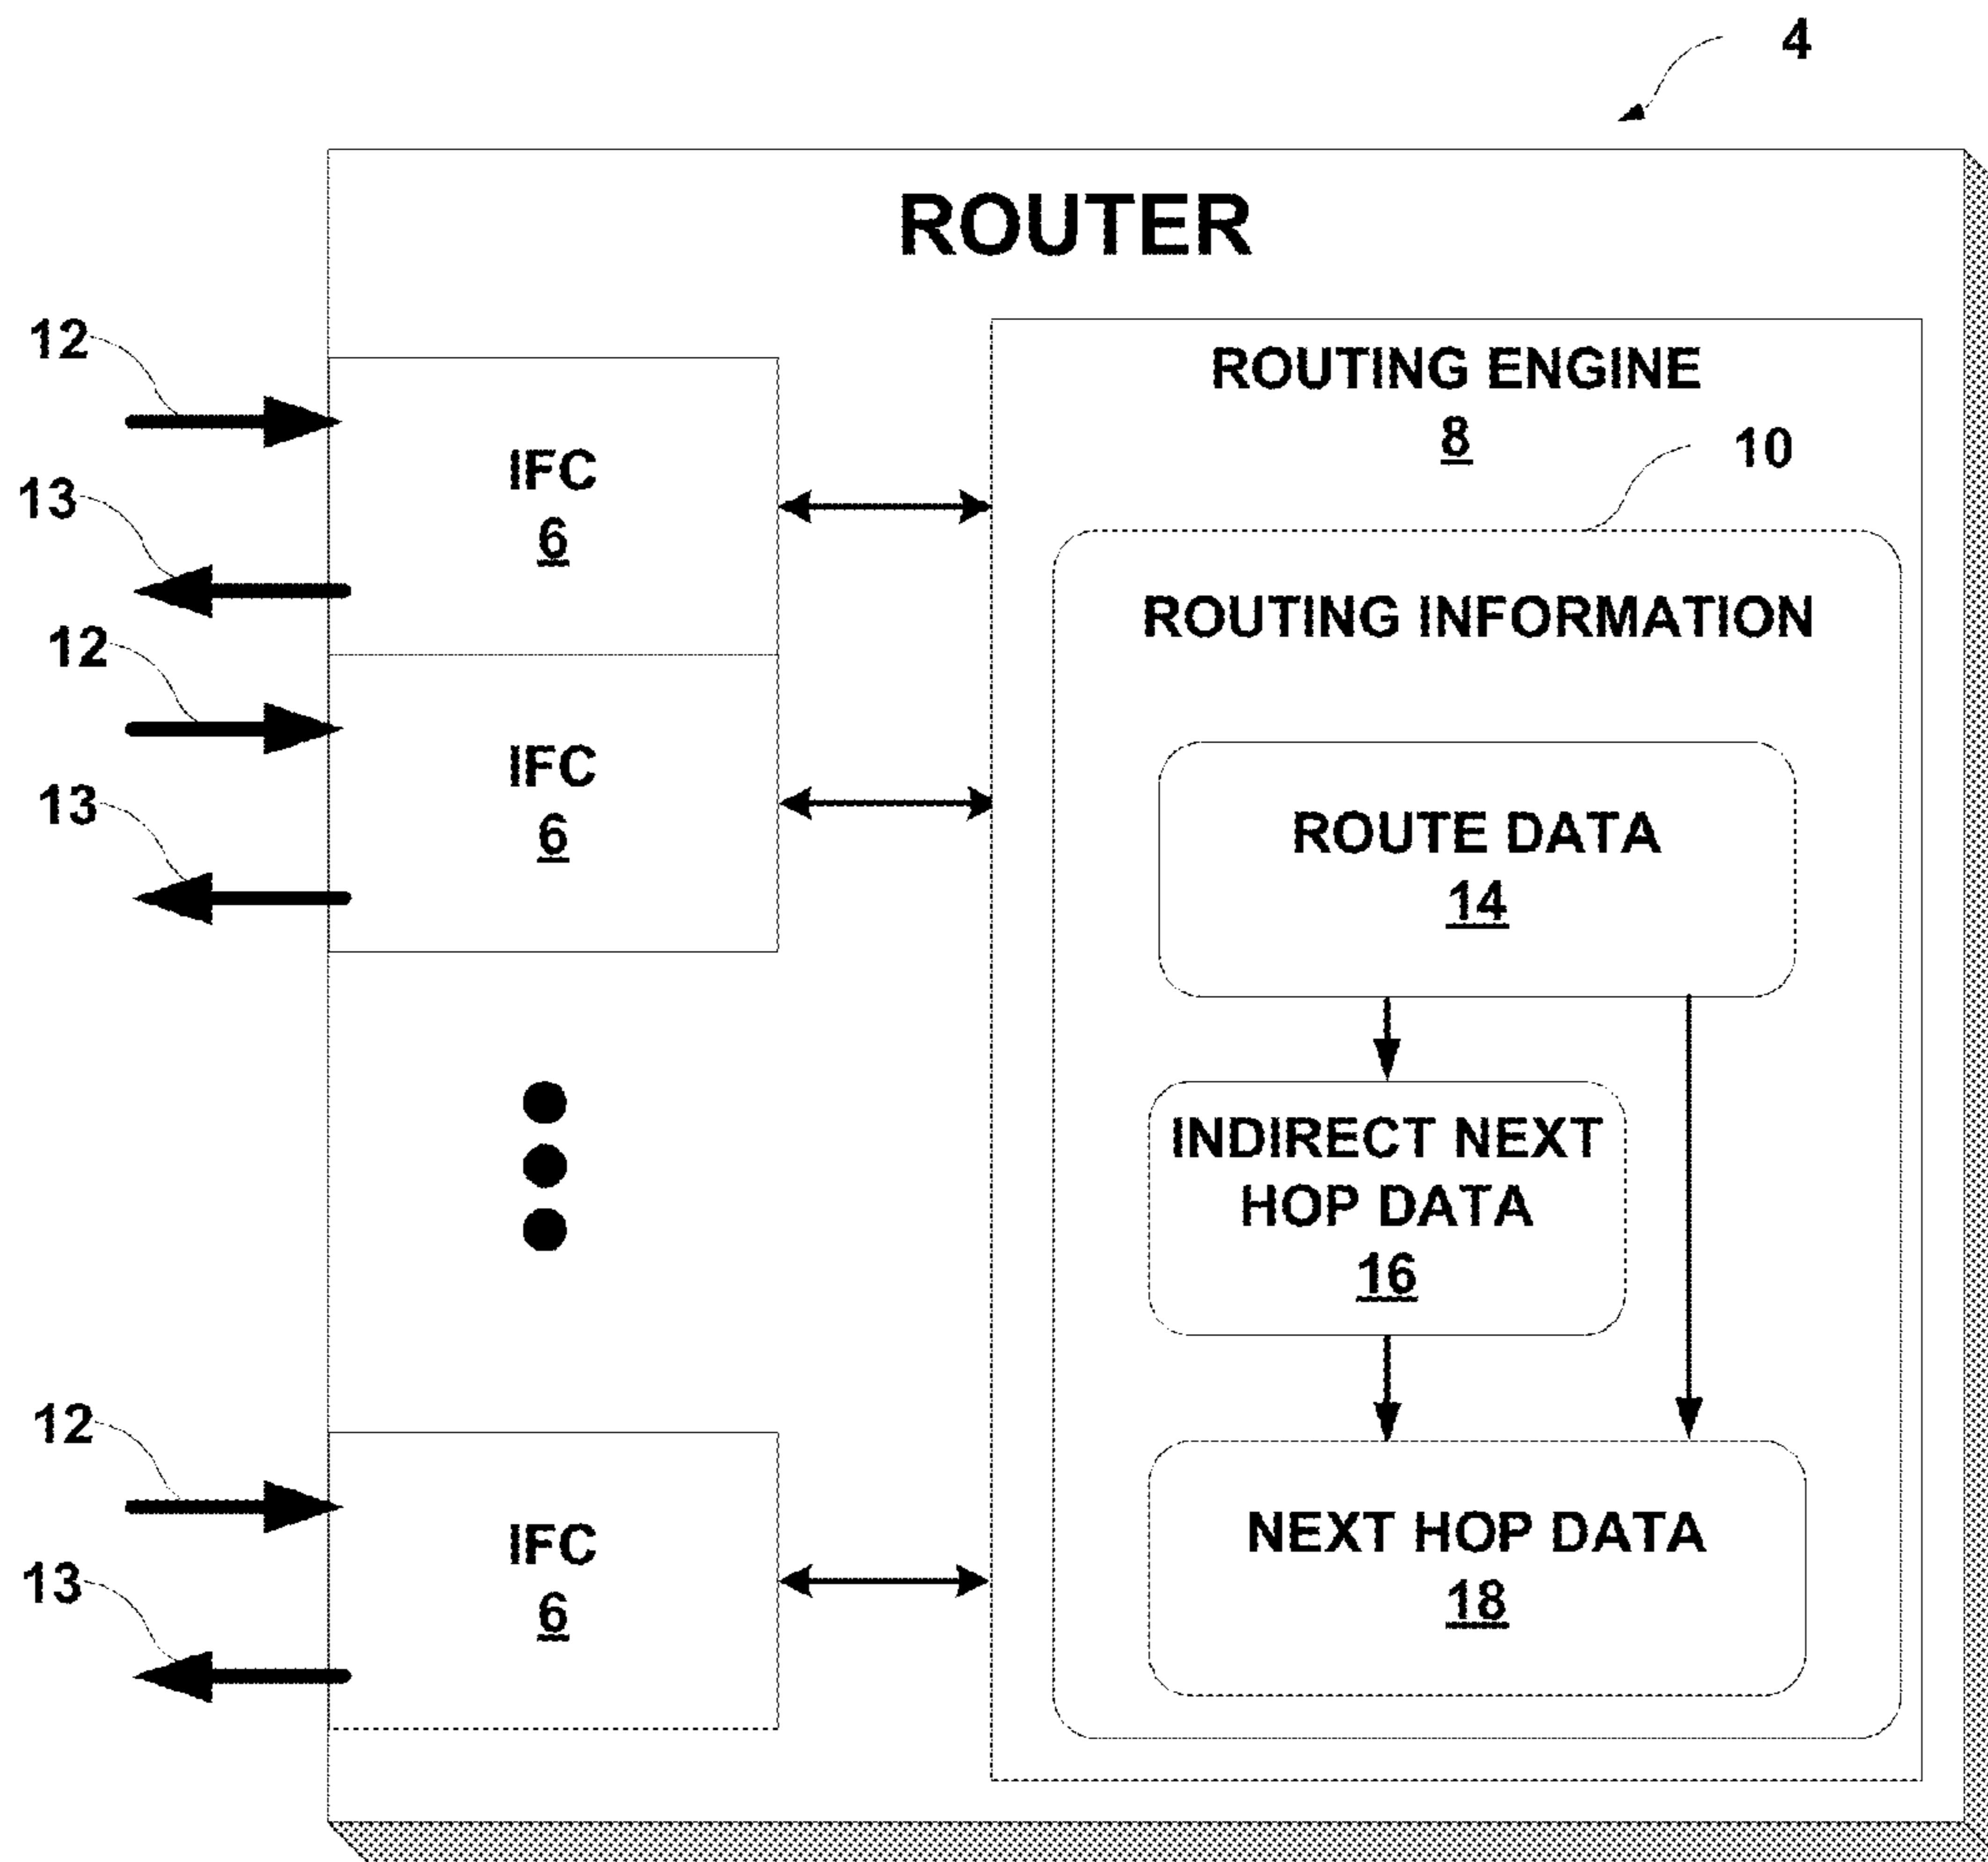 4
ROUTER
12
13
IFC
6
12
13
IFC
6
12
13
IFC
6
ROUTING ENGINE
8
10
ROUTING INFORMATION
ROUTE DATA
14
INDIRECT NEXT
HOP DATA
16
NEXT HOP DATA
18